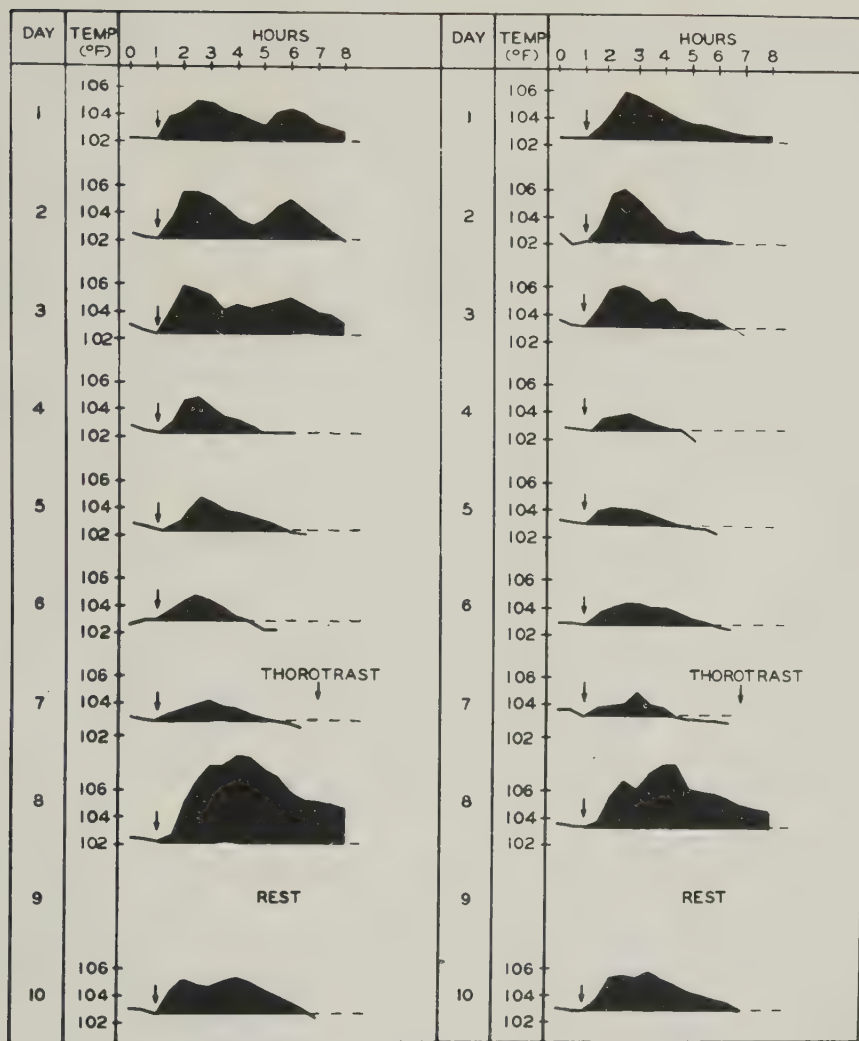 DAY TEMP (°F) HOURS
0 1 2 3 4 5 6 7 8
1 106 104 102
2 106 104 102
3 106 104 102
4 106 104 102
5 106 104 102
6 106 104 102
THOROTRAST
7 106 104 102
8 106 104 102
9 REST
10 106 104 102
DAY TEMP (°F) HOURS
0 1 2 3 4 5 6 7 8
1 106 104 102
2 106 104 102
3 106 104 102
4 106 104 102
5 106 104 102
6 106 104 102
THOROTRAST
7 106 104 102
8 106 104 102
9 REST
10 106 104 102